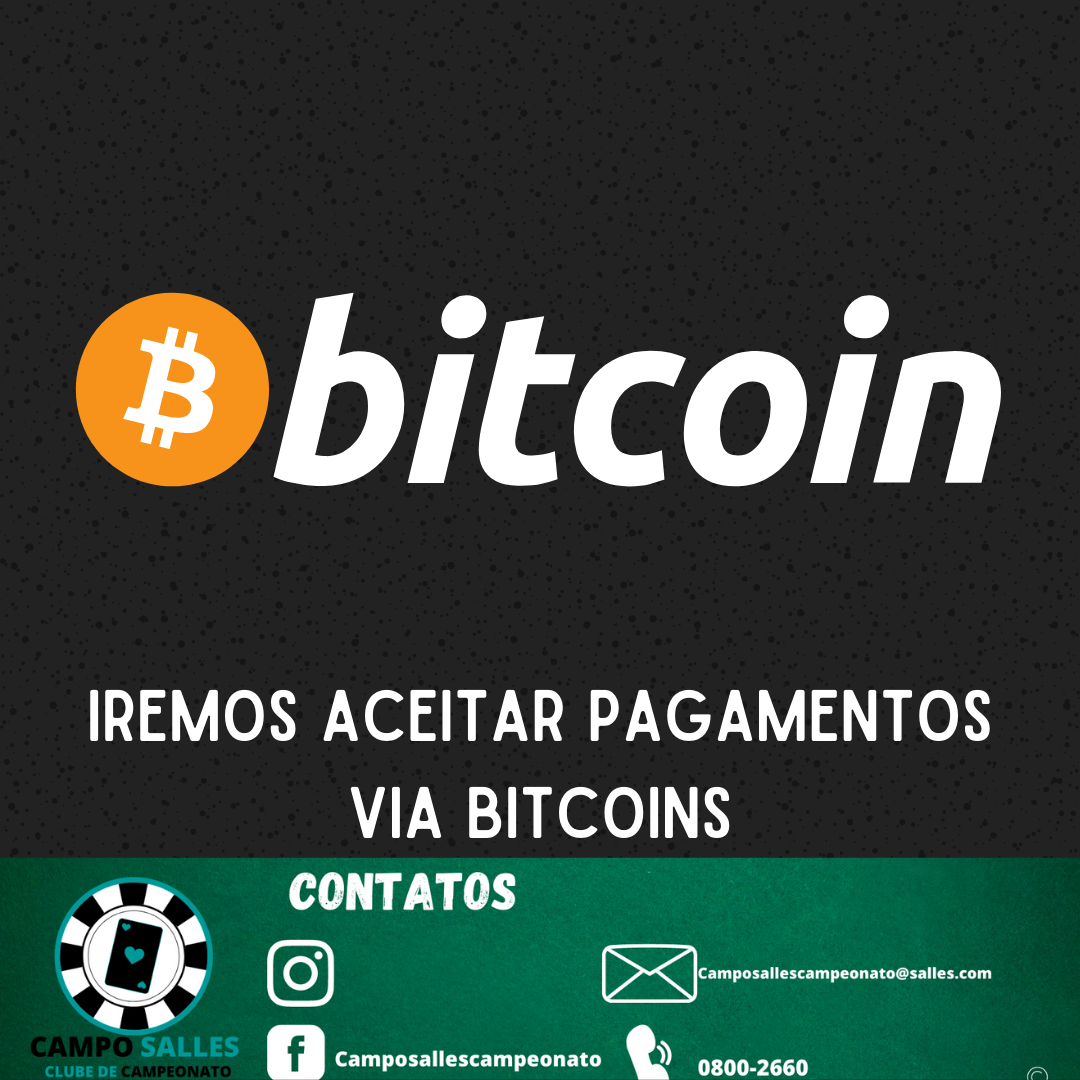 bitcoin
IREMOS ACEITAR PAGAMENTOS
VIA BITCOINS
CONTATOS
Camposallescampeonato@salles.com
CAMPO SALLES
CLUBE DE CAMPEONATO
Camposallescampeonato
0800-2660
©